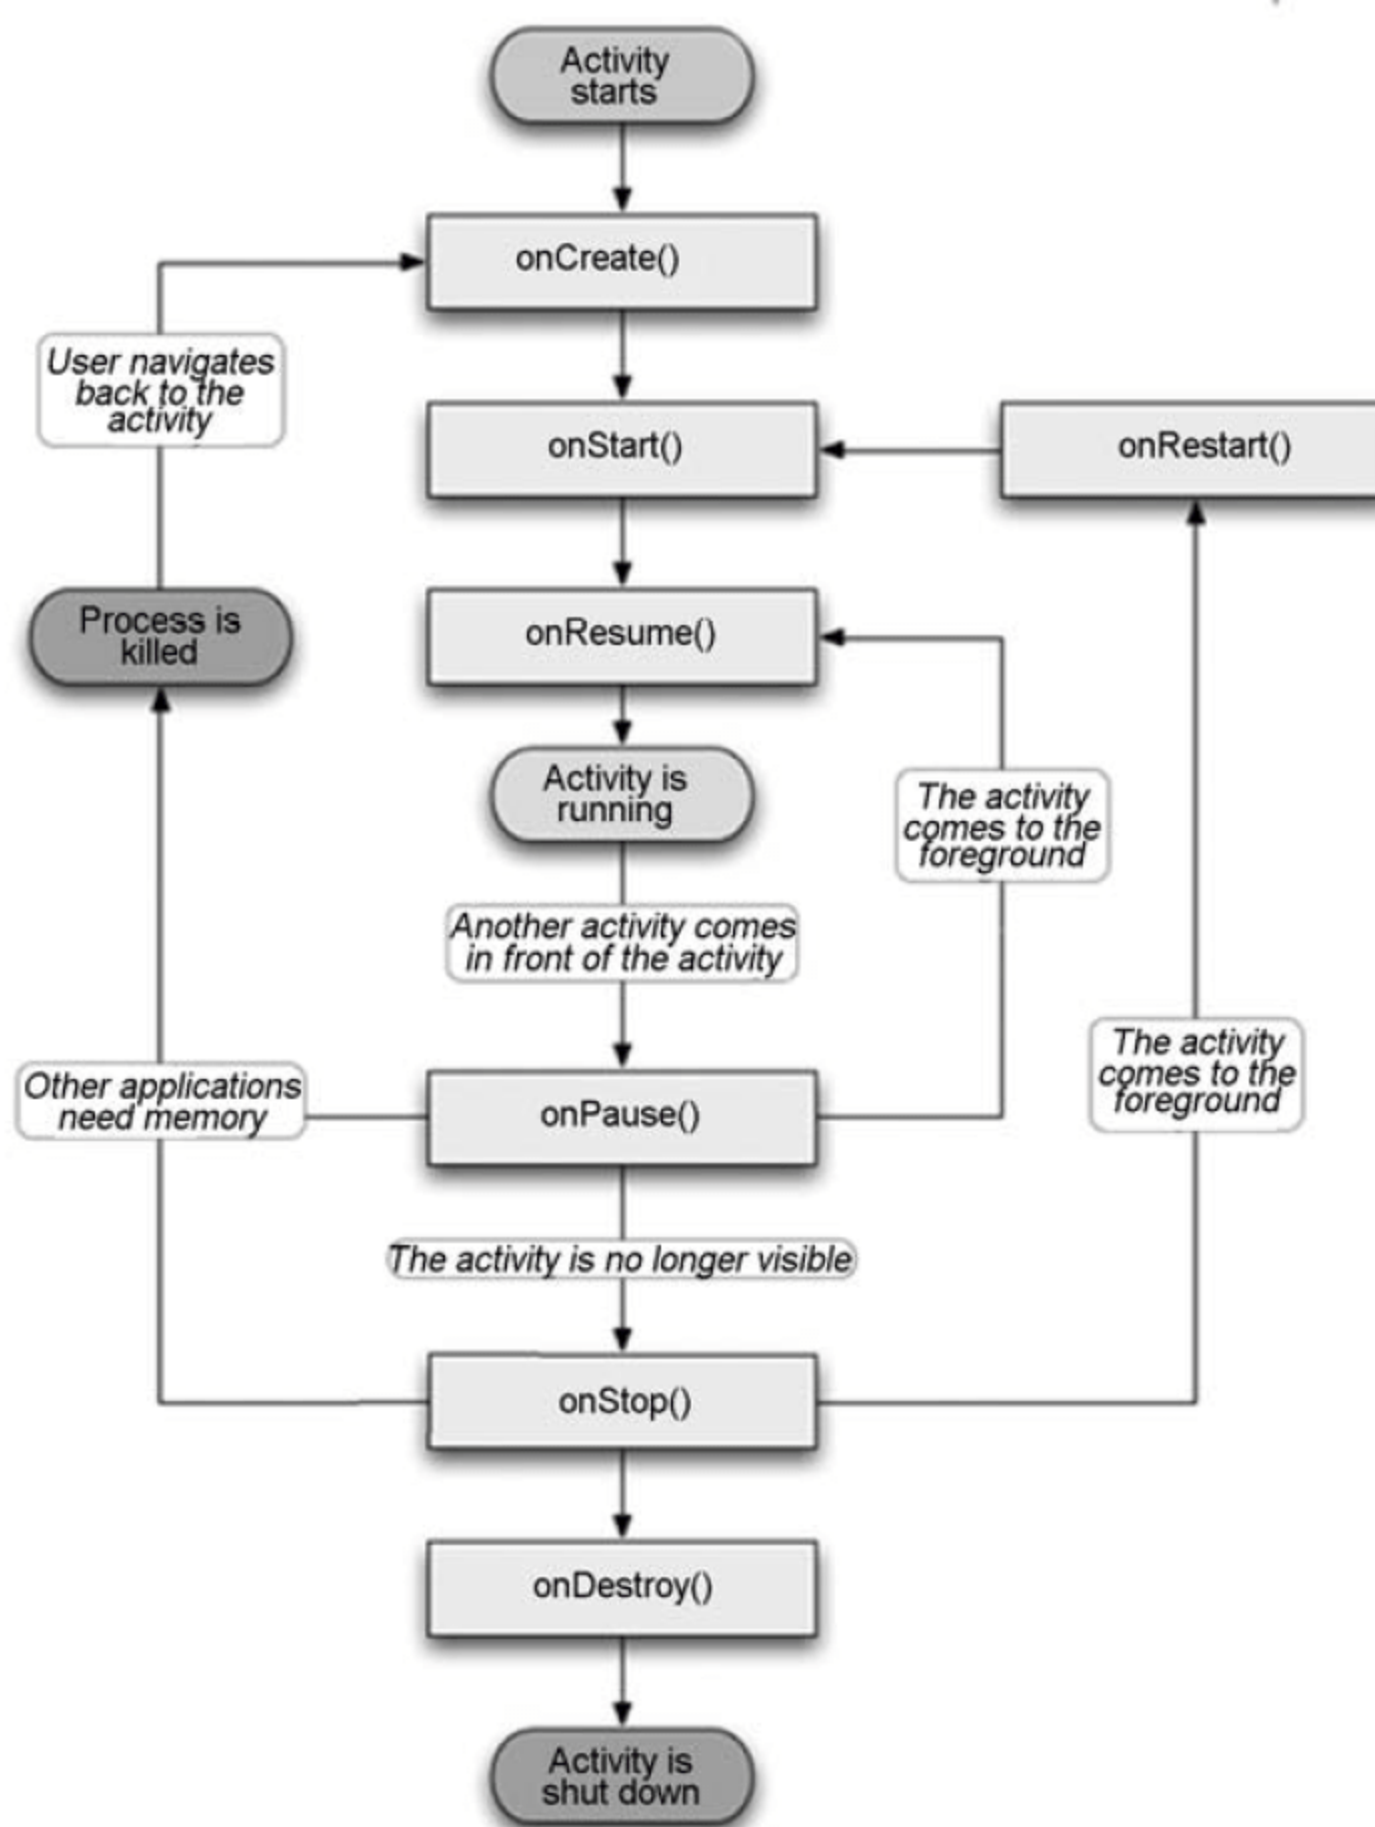 Activity
starts
onCreate()
User navigates
back to the
activity
onStart()
onRestart()
Process is
killed
onResume()
Activity is
running
The activity
comes to the
foreground
Another activity comes
in front of the activity
The activity
comes to the
foreground
Other applications
need memory
onPause()
The activity is no longer visible
onStop()
onDestroy()
Activity is
shut down